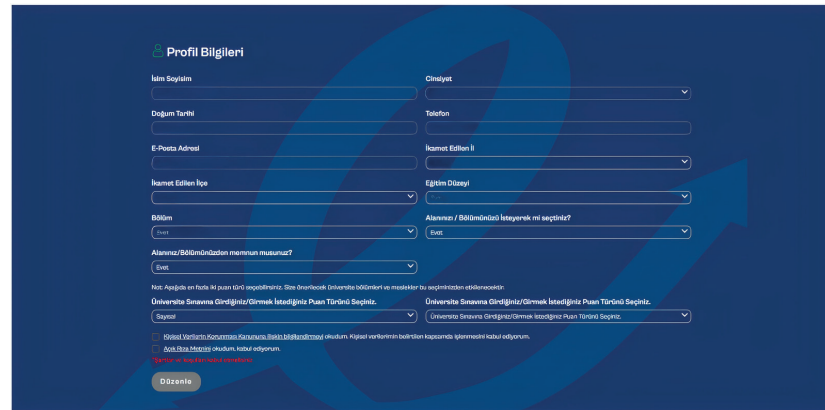 Profil Bilgileri
İsim Soyisim
Cinsiyet
Doğum Tarihi
Telefon
E-Posta Adresi
İkamet Edilen İl
İkamet Edilen İlçe
Eğitim Düzeyi
Bölüm
Alanınızı / Bölümünüzü İsteyerek mi seçtiniz?
Evet
Evet
Alanınız/Bölümünüzden memnun musunuz?
Evet
Not: Aşağıda en fazla iki puan türü seçebilirsiniz. Size önerilecek üniversite bölümleri ve meslekler bu seçiminizden etkilenecektir.
Üniversite Sınavına Girdiğiniz/Girmek İstediğiniz Puan Türünü Seçiniz.
Üniversite Sınavına Girdiğiniz/Girmek İstediğiniz Puan Türünü Seçiniz.
Sayısal
Üniversite Sınavına Girdiğiniz/Girmek İstediğiniz Puan Türünü Seçiniz.
Kişisel Verilerin Korunması Kanununa ilişkin bilgilendirmeyi okudum. Kişisel verilerimin belirtilen kapsamda işlenmesini kabul ediyorum.
Açık Rıza Metnini okudum, kabul ediyorum.
Düzenle